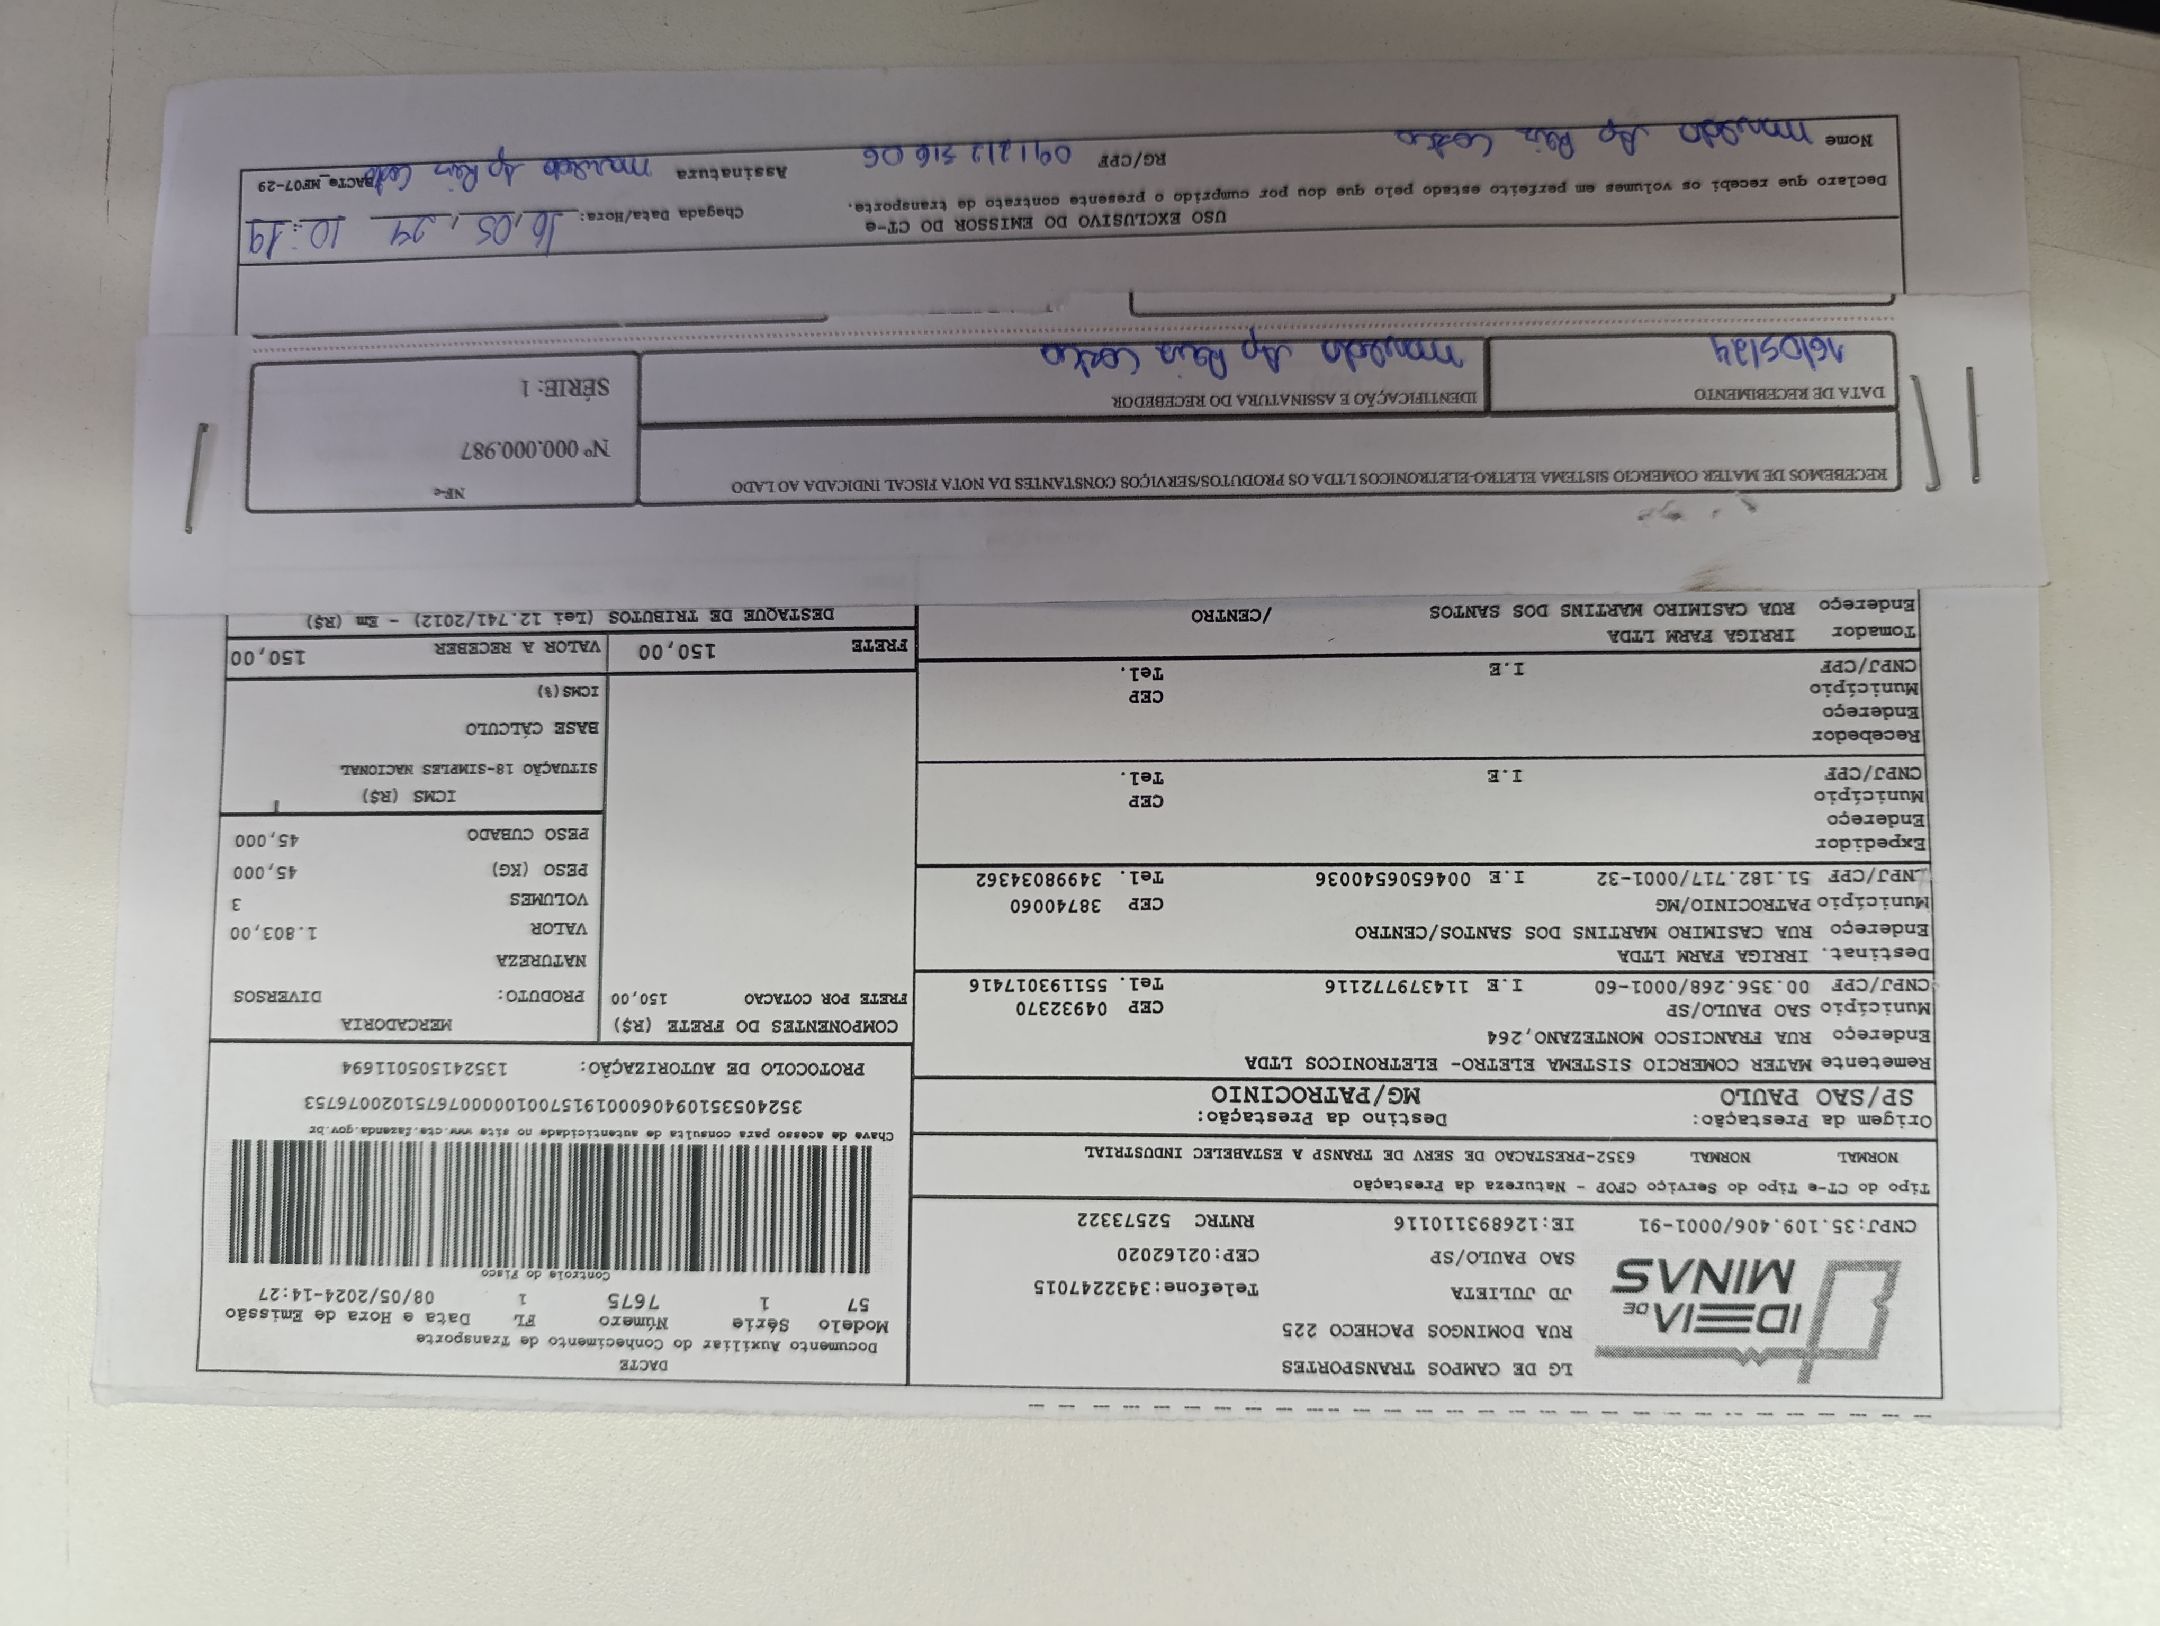 IDEIA DE
MINAS
LG DE CAMPOS TRANSPORTES
RUA DOMINGOS PACHECO 225
JD JULIETA Telefone:3432247015
SAO PAULO/SP CEP:02162020
CNPJ:35.109.406/0001-91 IE:126893110116 RNTRC 52573322
DACTE
Documento Auxiliar do Conhecimento de Transporte
Modelo Série Número FL Data e Hora de Emissão
57 1 7675 1 08/05/2024-14:27
Controle do Fisco
Chave de acesso para consulta de autenticidade no site www.cte.fazenda.gov.br
PROTOCOLO DE AUTORIZAÇÃO: 135241505011694
Tipo do CT-e Tipo do Serviço CFOP - Natureza da Prestação
NORMAL NORMAL 6352-PRESTACAO DE SERV DE TRANSP A ESTABELEC INDUSTRIAL
Origem da Prestação: Destino da Prestação:
SP/SAO PAULO MG/PATROCINIO
Remetente MATER COMERCIO SISTEMA ELETRO- ELETRONICOS LTDA
Endereço RUA FRANCISCO MONTEZANO,264
Município SAO PAULO/SP CEP 04932370
CNPJ/CPF 00.356.268/0001-60 I.E 114379772116 Tel. 551193017416
Destinat. IRRIGA FARM LTDA
Endereço RUA CASIMIRO MARTINS DOS SANTOS/CENTRO
Município PATROCINIO/MG CEP 38740060
CNPJ/CPF 51.182.717/0001-32 I.E 0046506540036 Tel. 34998034362
Expedidor
Endereço
Município CEP
CNPJ/CPF I.E Tel.
Recebedor
Endereço
Município CEP
CNPJ/CPF I.E Tel.
Tomador IRRIGA FARM LTDA
Endereço RUA CASIMIRO MARTINS DOS SANTOS /CENTRO
COMPONENTES DO FRETE (R$)
FRETE POR COTACAO 150,00
MERCADORIA
PRODUTO: DIVERSOS
NATUREZA
VALOR 1.803,00
VOLUMES 3
PESO (KG) 45,000
PESO CUBADO 45,000
ICMS (R$)
SITUAÇÃO 18-SIMPLES NACIONAL
BASE CÁLCULO
ICMS(%)
FRETE 150,00 VALOR A RECEBER 150,00
DESTAQUE DE TRIBUTOS (Lei 12.741/2012) - Em (R$)
RECEBEMOS DE MATER COMERCIO SISTEMA ELETRO-ELETRONICOS LTDA OS PRODUTOS/SERVIÇOS CONSTANTES DA NOTA FISCAL INDICADA AO LADO
NF-e
Nº 000.000.987
SÉRIE: 1
DATA DE RECEBIMENTO IDENTIFICAÇÃO E ASSINATURA DO RECEBEDOR
16/05/24 Ap Reis
USO EXCLUSIVO DO EMISSOR DO CT-e
Chegada Data/Hora: 16,05,24 10:19
Declaro que recebi os volumes em perfeito estado pelo que dou por cumprido o presente contrato de transporte.
Nome Ap Reis RG/CPF Assinatura Ap Reis
DACTe_MF07-29